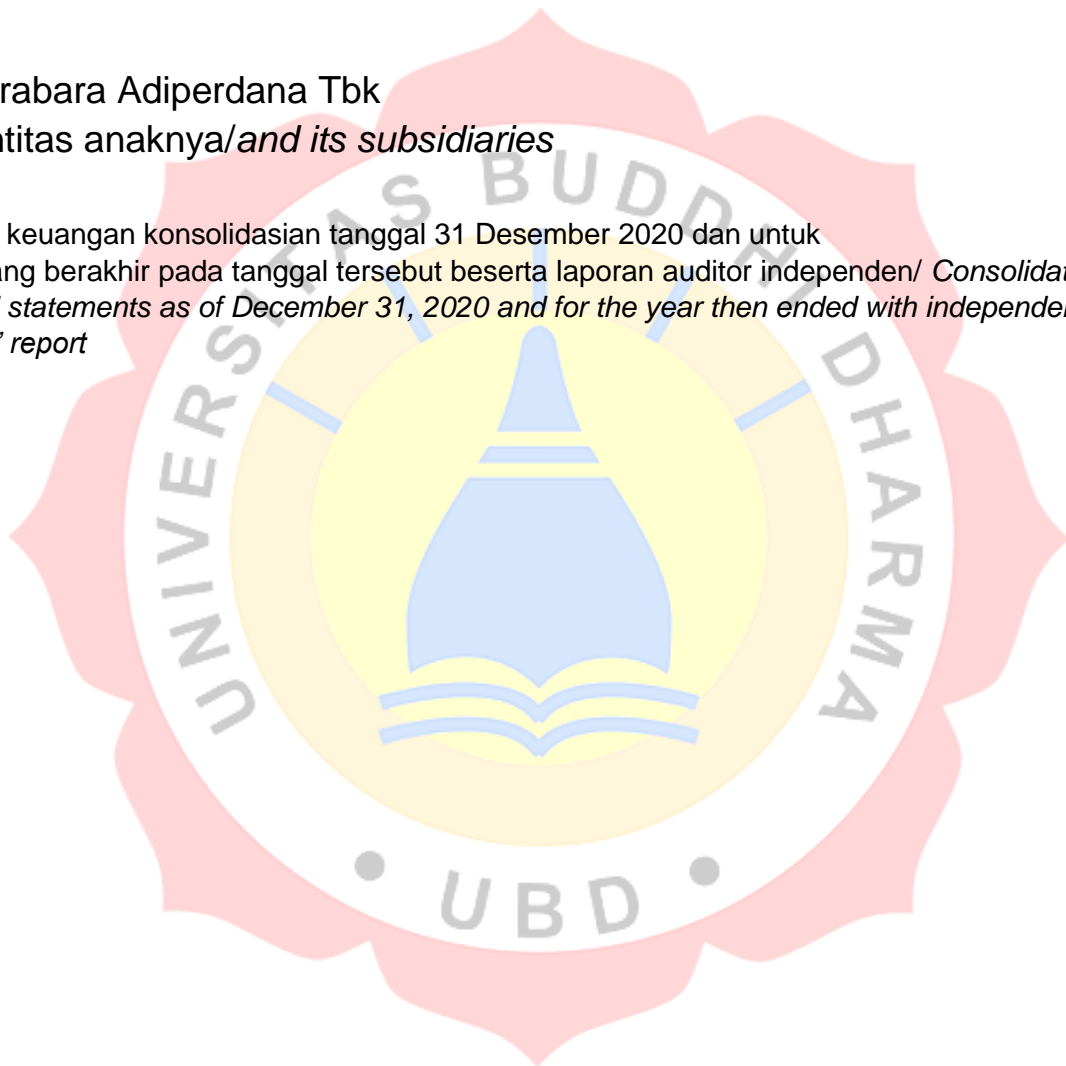 rabara Adiperdana Tbk
ntitas anaknya/and its subsidiaries
keuangan konsolidasian tanggal 31 Desember 2020 dan untuk
ang berakhir pada tanggal tersebut beserta laporan auditor independen/ Consolidat
l statements as of December 31, 2020 and for the year then ended with independe
’ report
UNIVERSITAS BUDDHI DHARMA
• UBD •